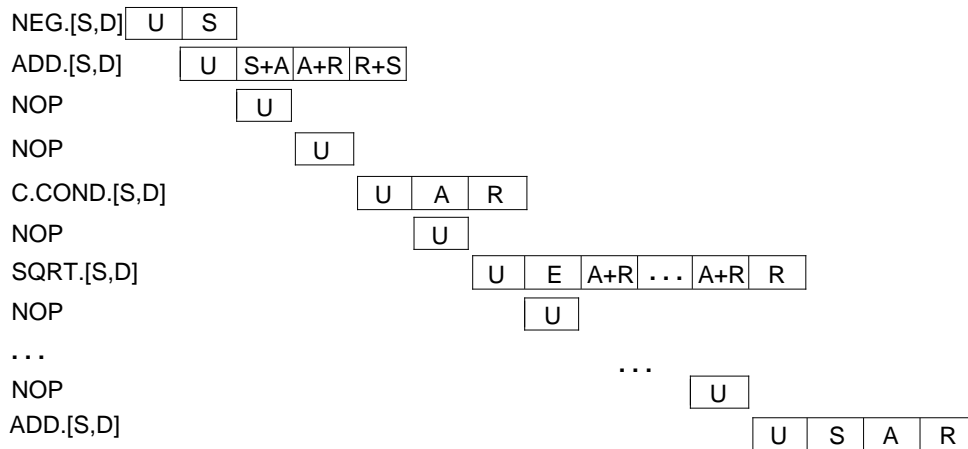 NEG.[S,D] U S
ADD.[S,D] U S+A A+R R+S
NOP U
NOP U
C.COND.[S,D] U A R
NOP U
SQRT.[S,D] U E A+R ... A+R R
NOP U
... ...
NOP U
ADD.[S,D] U S A R